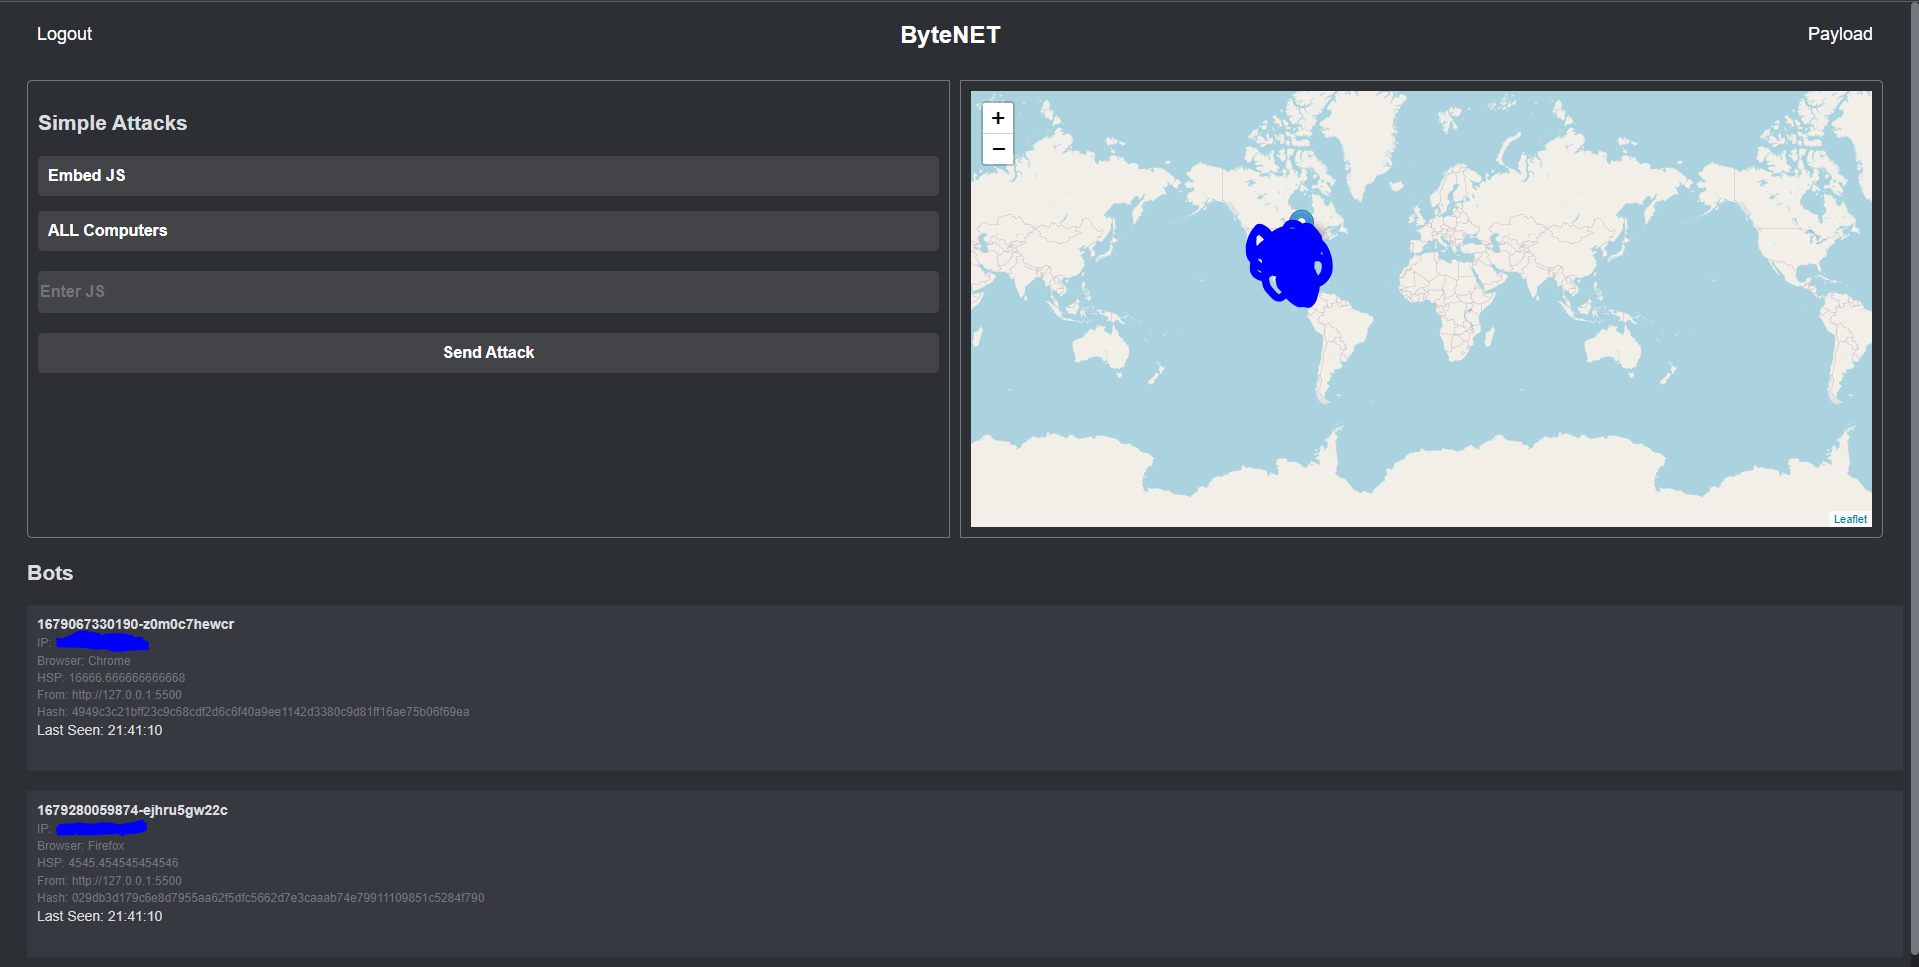 Logout
ByteNET
Payload
Simple Attacks
Embed JS
ALL Computers
Enter JS
Send Attack
+
−
Leaflet
Bots
1679067330190-z0m0c7hewcr
IP:
Browser: Chrome
HSP: 16666.666666666668
From: http://127.0.0.1:5500
Hash: 4949c3c21bff23c9c68cdf2d6c6f40a9ee1142d3380c9d81ff16ae75b06f69ea
Last Seen: 21:41:10
1679280059874-ejhru5gw22c
IP:
Browser: Firefox
HSP: 4545.454545454546
From: http://127.0.0.1:5500
Hash: 029db3d179c6e8d7955aa62f5dfc5662d7e3caaab74e79911109851c5284f790
Last Seen: 21:41:10